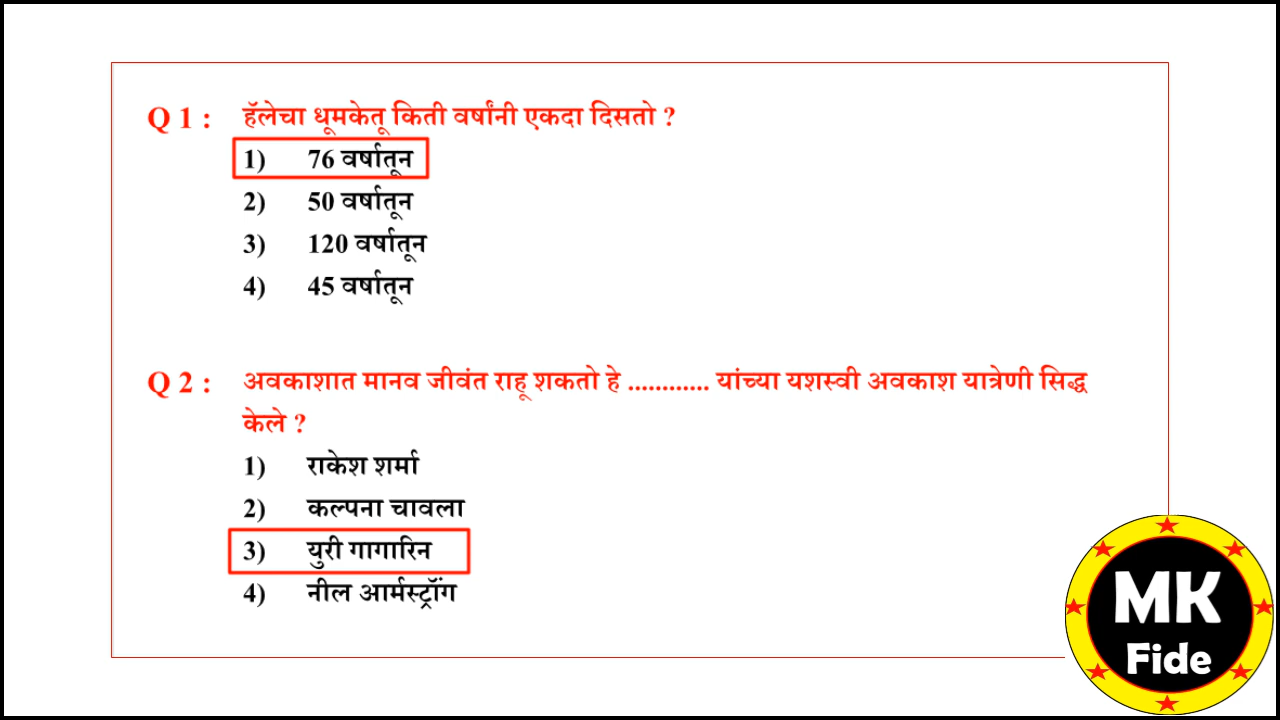 Q 1 : हॅलेचा धूमकेतू किती वर्षांनी एकदा दिसतो ?
1) 76 वर्षातून
2) 50 वर्षातून
3) 120 वर्षातून
4) 45 वर्षातून
Q 2 : अवकाशात मानव जीवंत राहू शकतो हे ............ यांच्या यशस्वी अवकाश यात्रेणी सिद्ध
केले ?
1) राकेश शर्मा
2) कल्पना चावला
3) युरी गागारिन
4) नील आर्मस्ट्रॉंग
MK
Fide